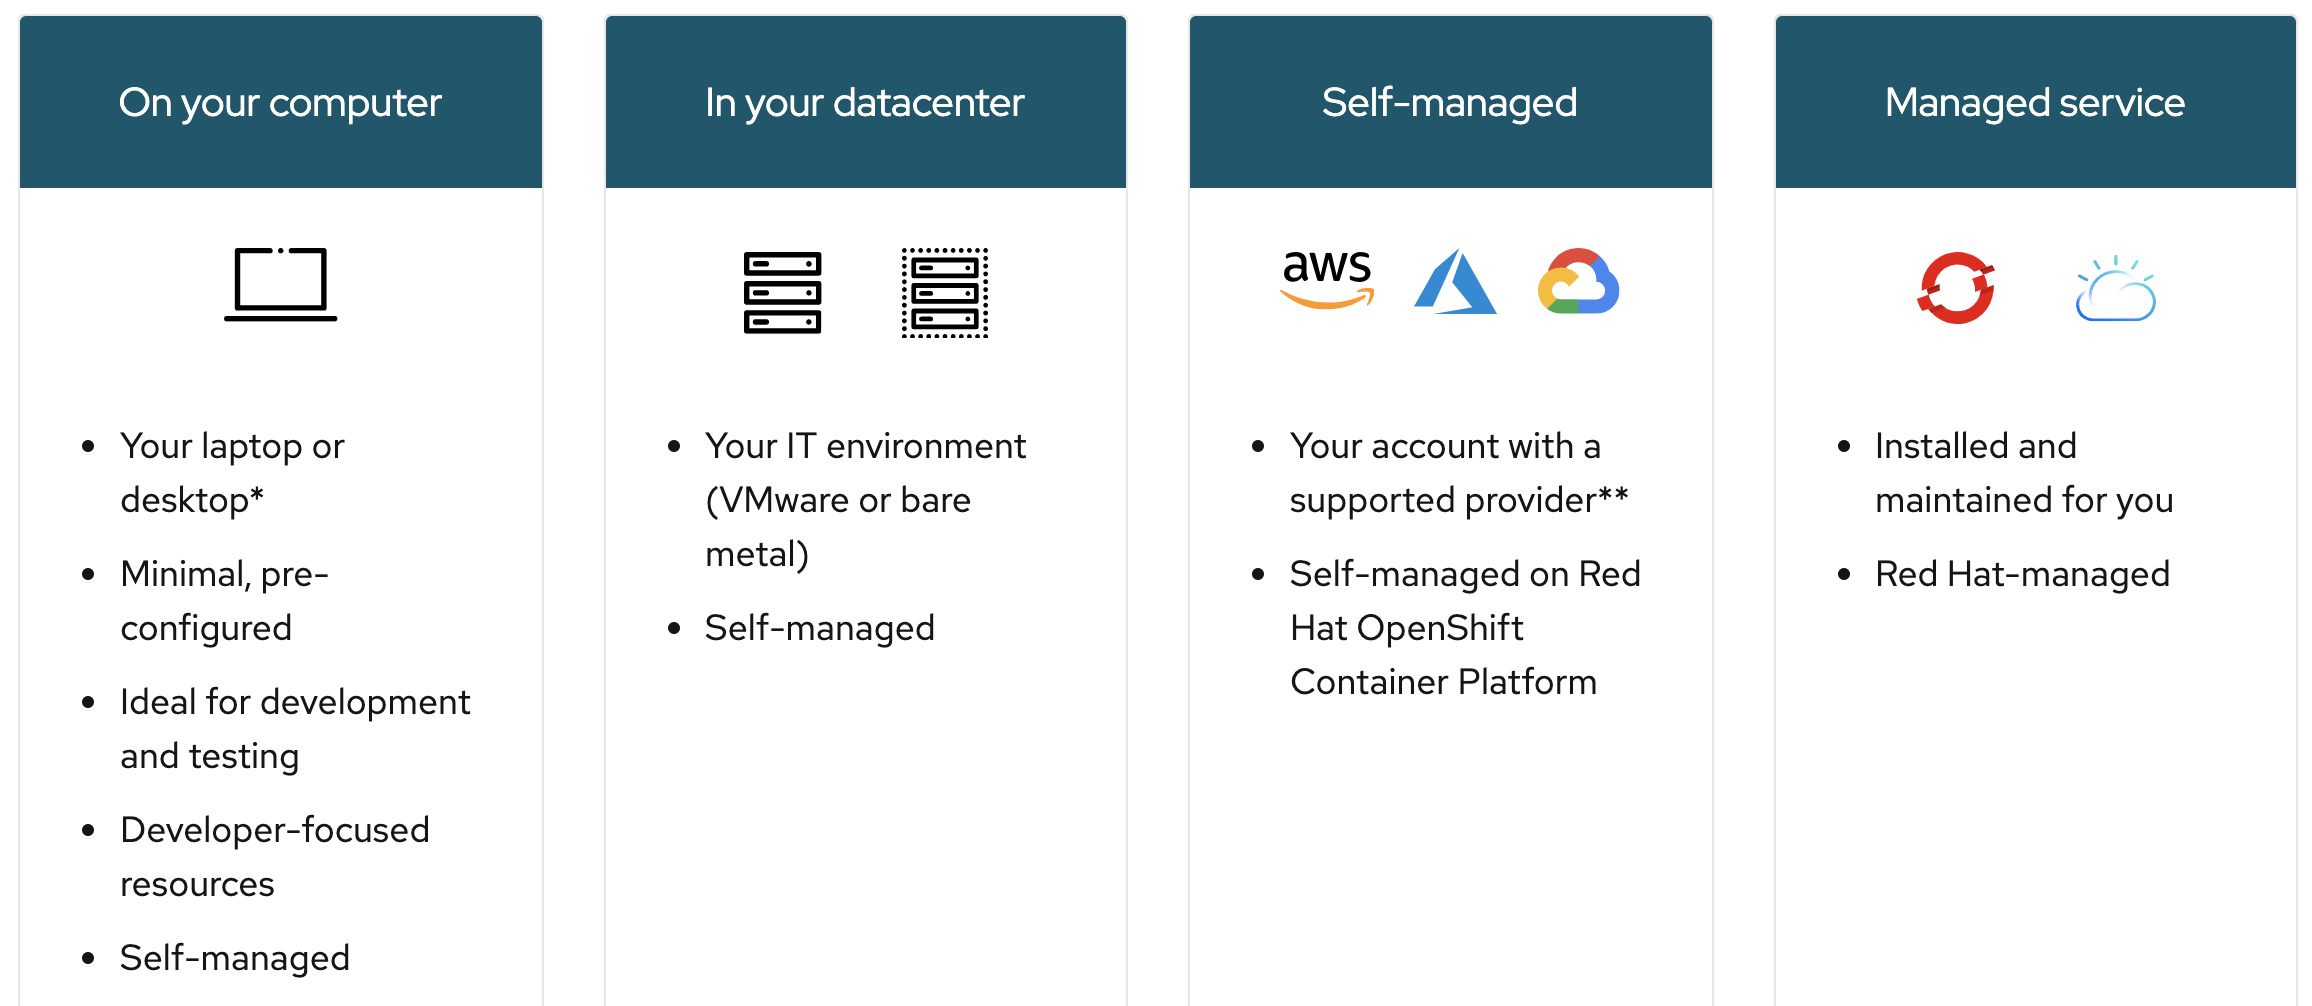 On your computer
Your laptop or
desktop*
Minimal, pre-
configured
Ideal for development
and testing
Developer-focused
resources
Self-managed
In your datacenter
Your IT environment
(VMware or bare
metal)
Self-managed
Self-managed
aws
Your account with a
supported provider**
Self-managed on Red
Hat OpenShift
Container Platform
Managed service
Installed and
maintained for you
Red Hat-managed